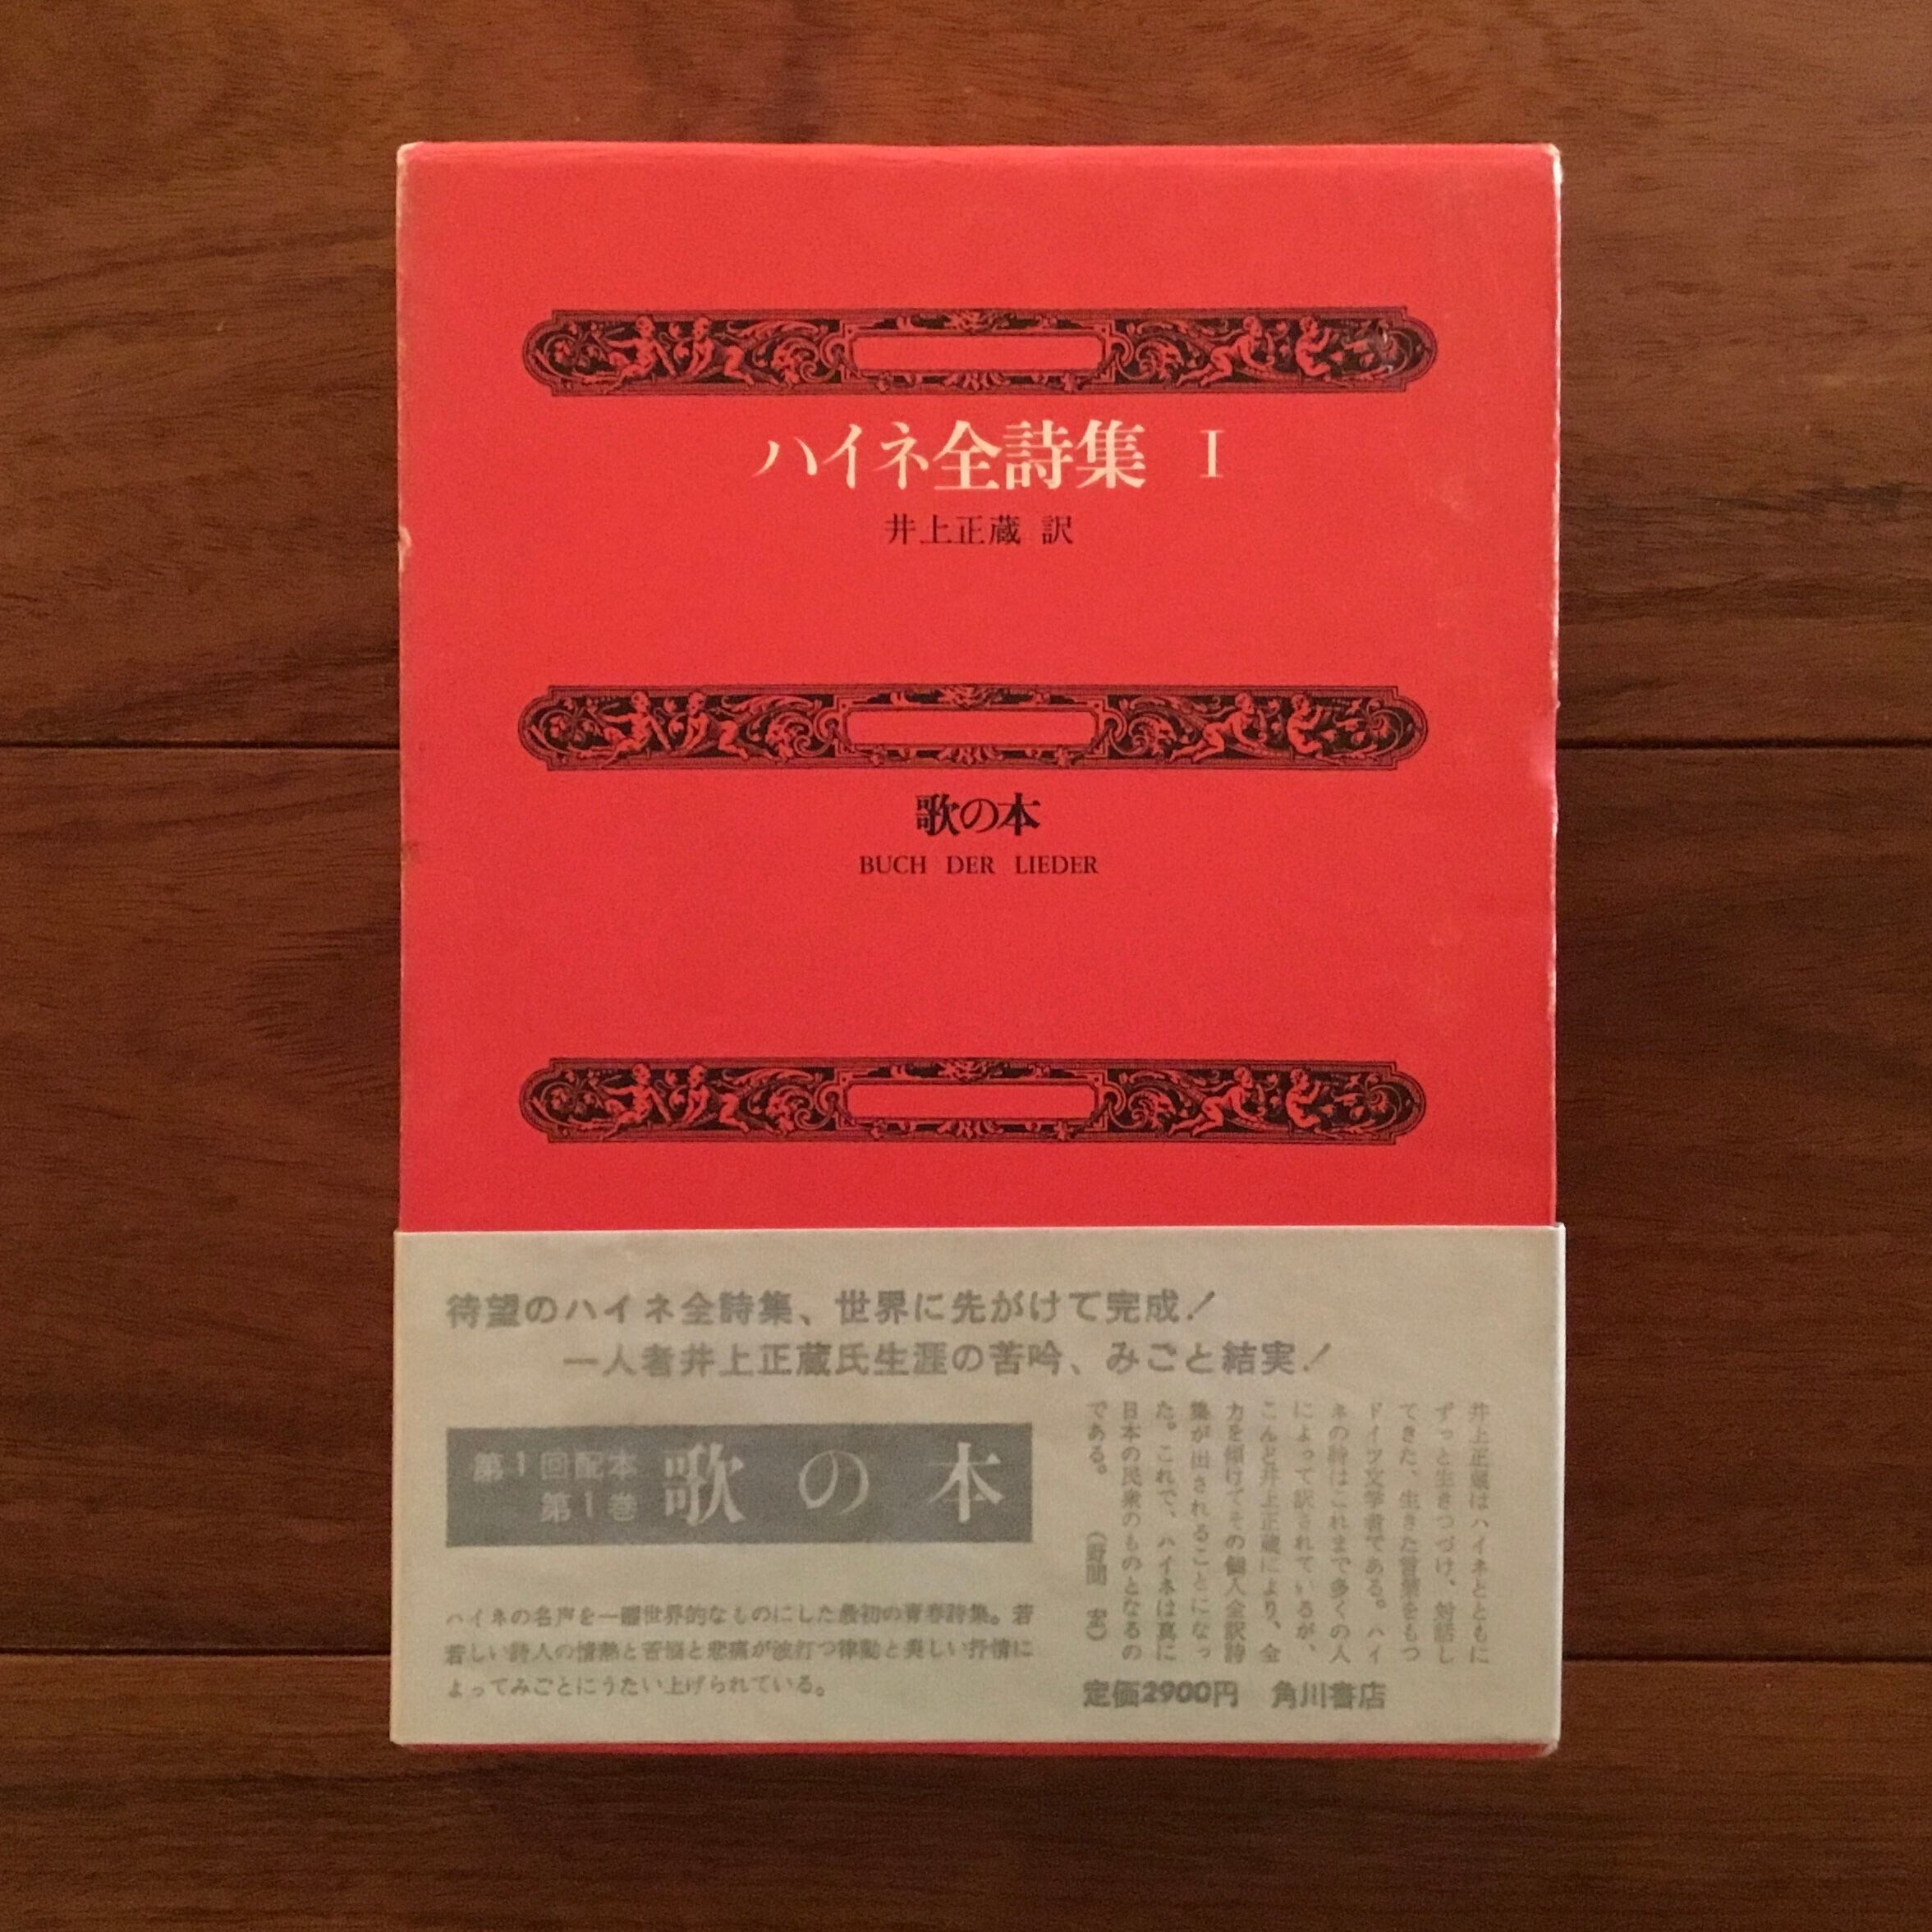 ハイネ全詩集 I
井上正蔵 訳
歌の本
BUCH DER LIEDER
待望のハイネ全詩集、世界に先がけて完成！
一人者井上正蔵氏生涯の苦吟、みごと結実！
第1回配本
第1巻
歌の本
ハイネの名声を一躍世界的なものにした最初の青春詩集。若
若しい詩人の情熱と苦悩と悲痛が波打つ律動と美しい抒情に
よってみごとにうたい上げられている。
井上正蔵はハイネとともに
ずっと生きつづけ、対話し
てきた、生きた言葉をもつ
ドイツ文学者である。ハイ
ネの詩はこれまで多くの人
によって訳されているが、
こんど井上正蔵により、全
力を傾けてその個人全訳詩
集が出されることになっ
た。これで、ハイネは真に
日本の民衆のものとなるの
である。（野間 宏）
定価2900円 角川書店